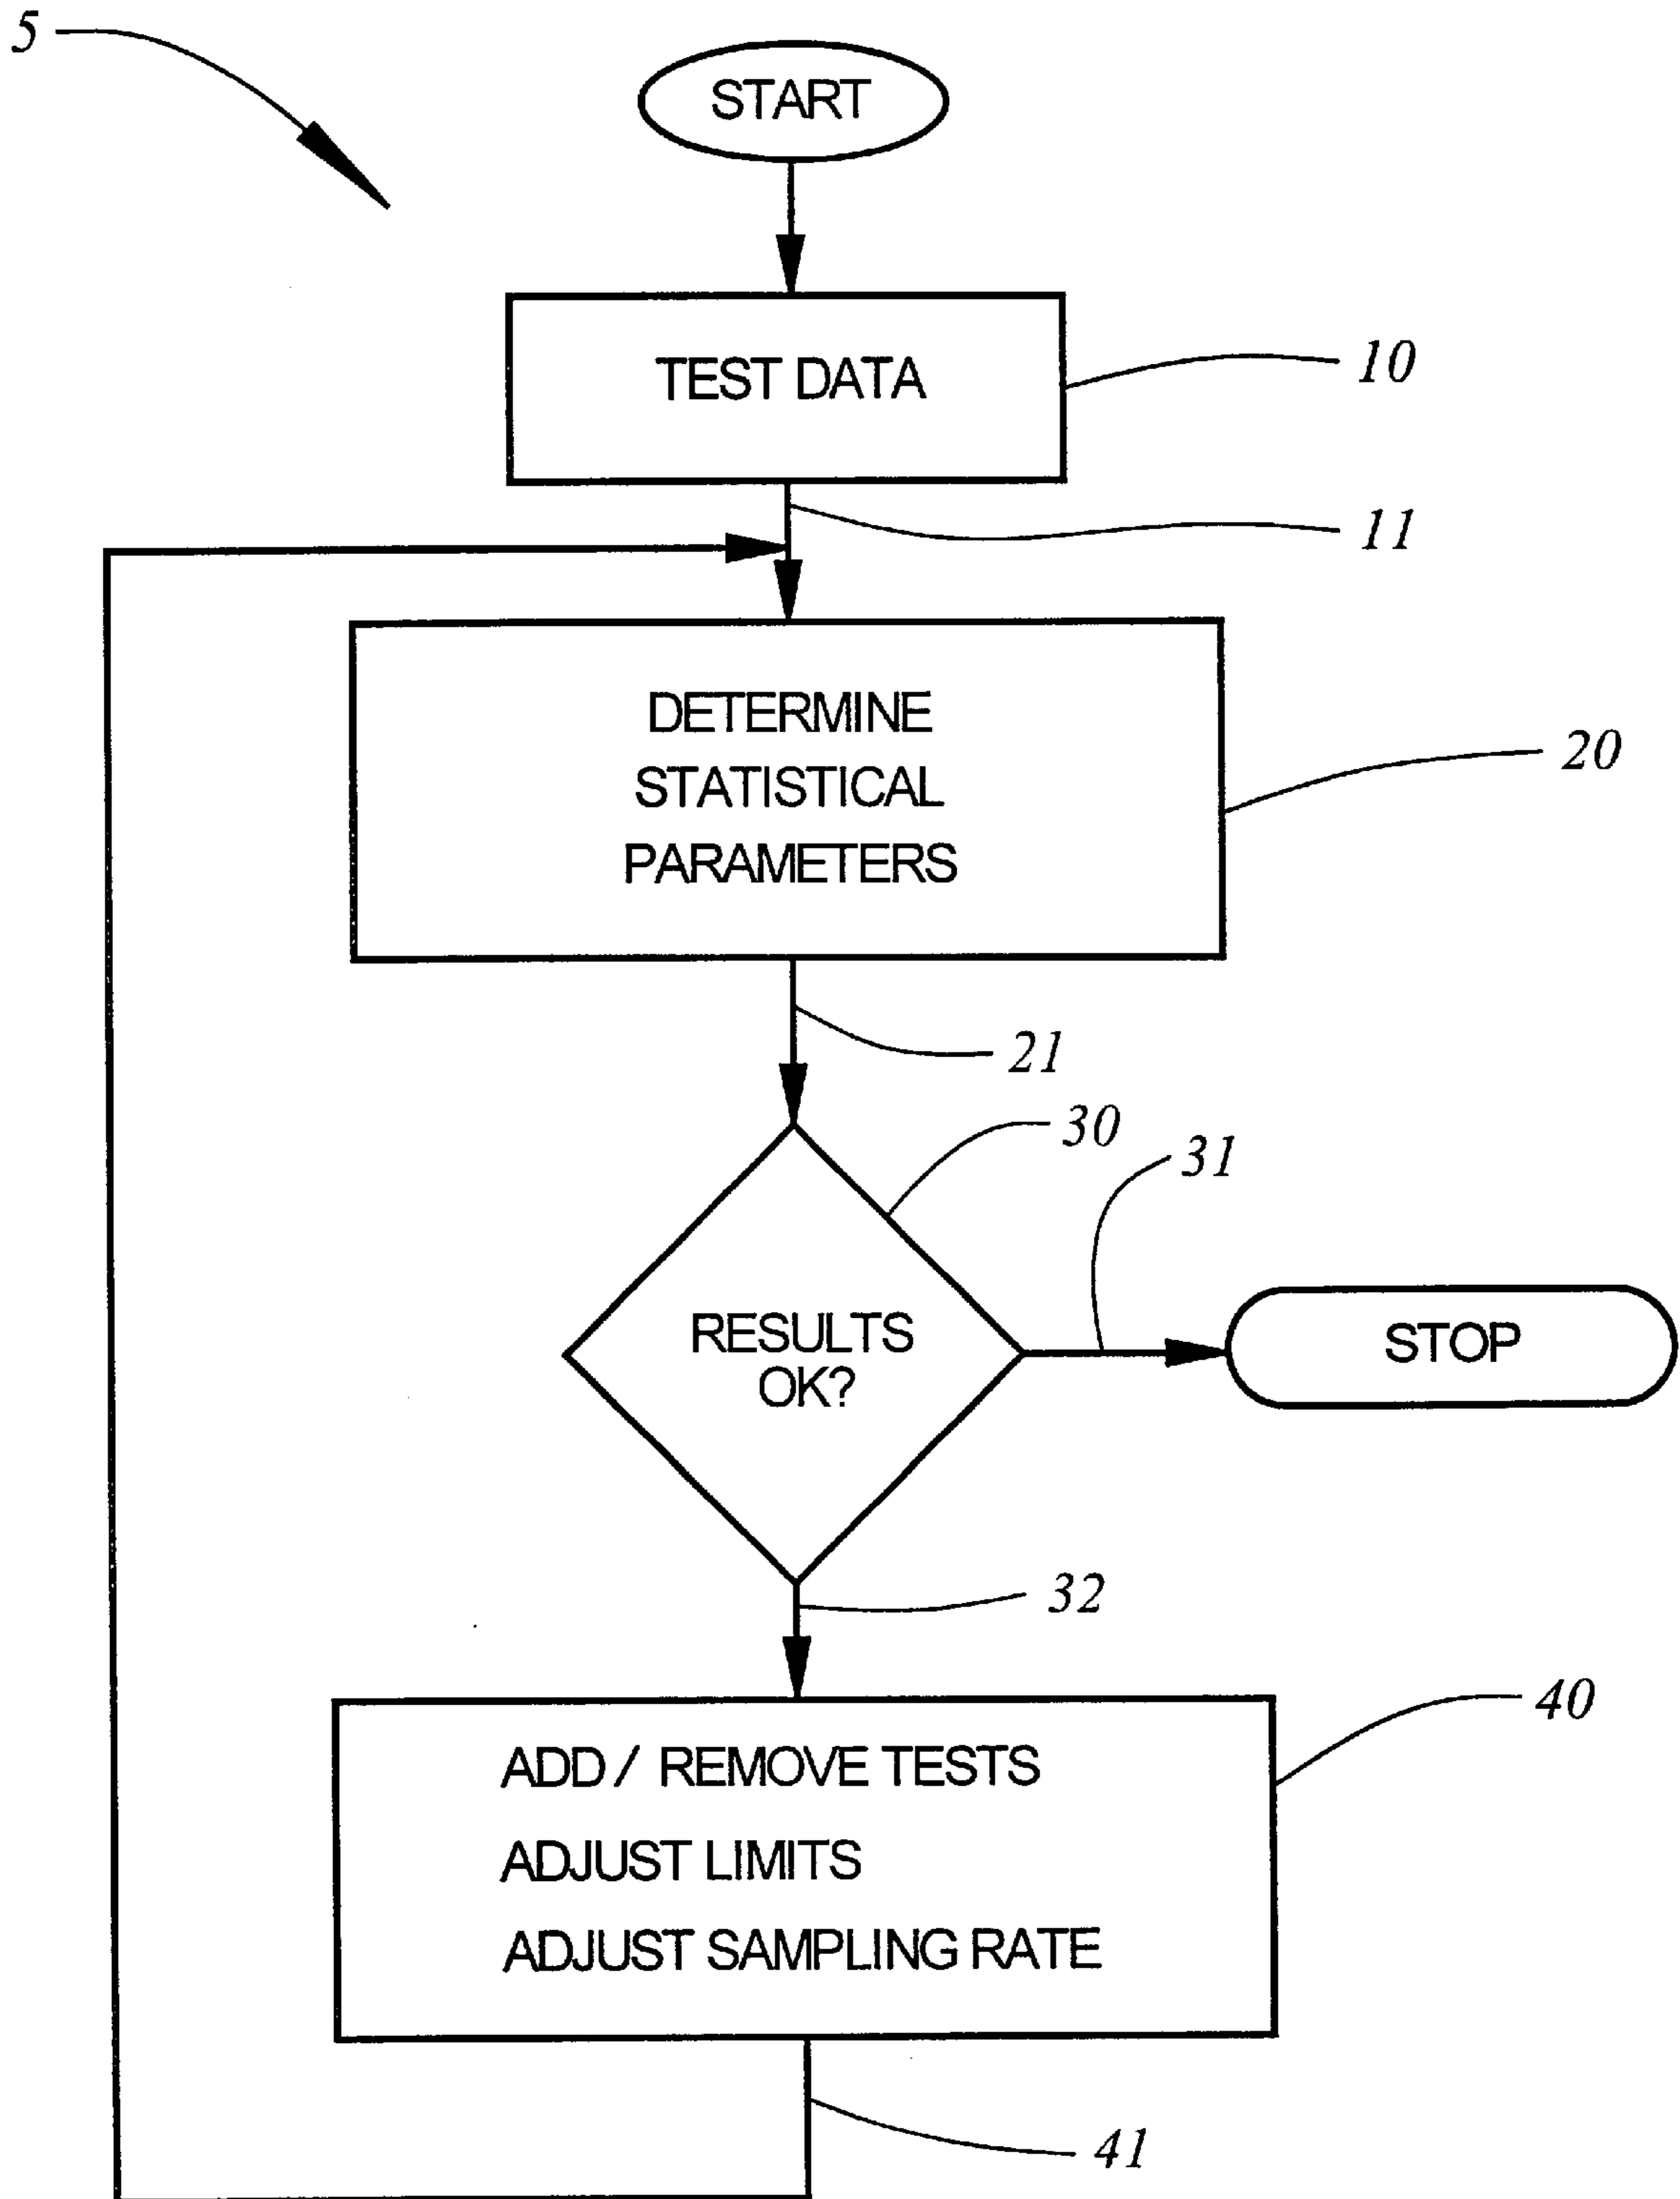 5
START
TEST DATA
10
11
DETERMINE
STATISTICAL
PARAMETERS
20
21
30
31
RESULTS
OK?
STOP
32
ADD / REMOVE TESTS
ADJUST LIMITS
ADJUST SAMPLING RATE
40
41